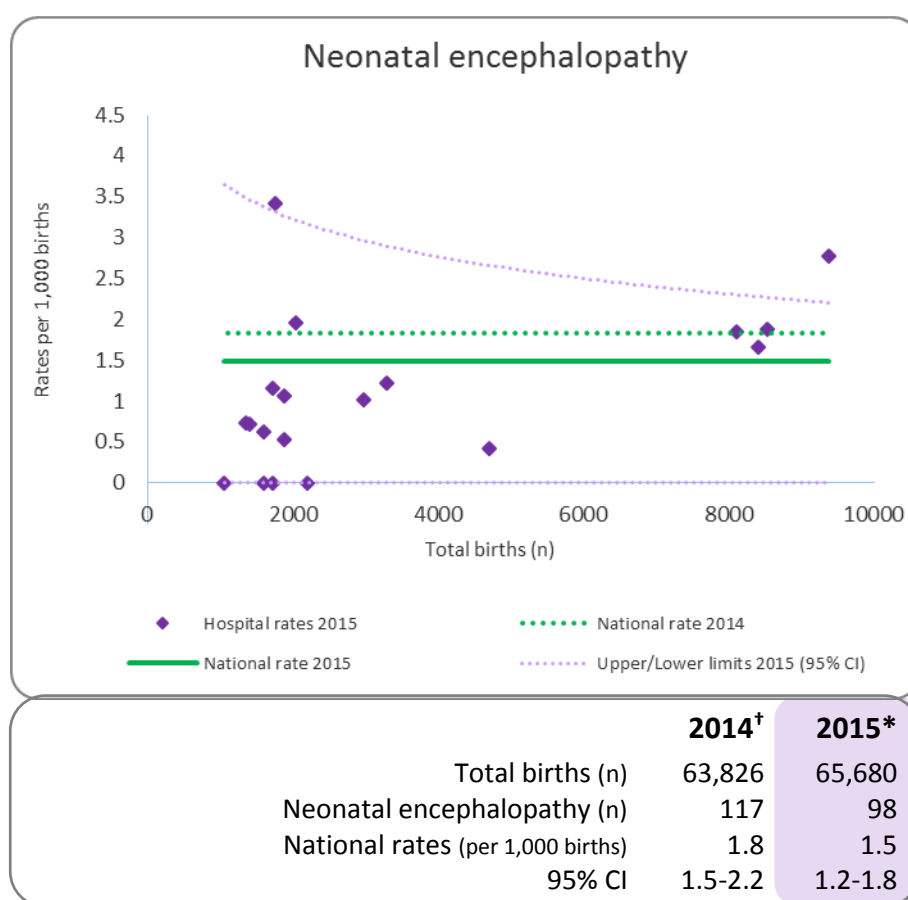 Neonatal encephalopathy
4.5
4
3.5
3
2.5
2
1.5
1
0.5
0
Rates per 1,000 births
0 2000 4000 6000 8000 10000
Total births (n)
Hospital rates 2015 National rate 2014
National rate 2015 Upper/Lower limits 2015 (95% CI)
2014† 2015*
Total births (n) 63,826 65,680
Neonatal encephalopathy (n) 117 98
National rates (per 1,000 births) 1.8 1.5
95% CI 1.5-2.2 1.2-1.8